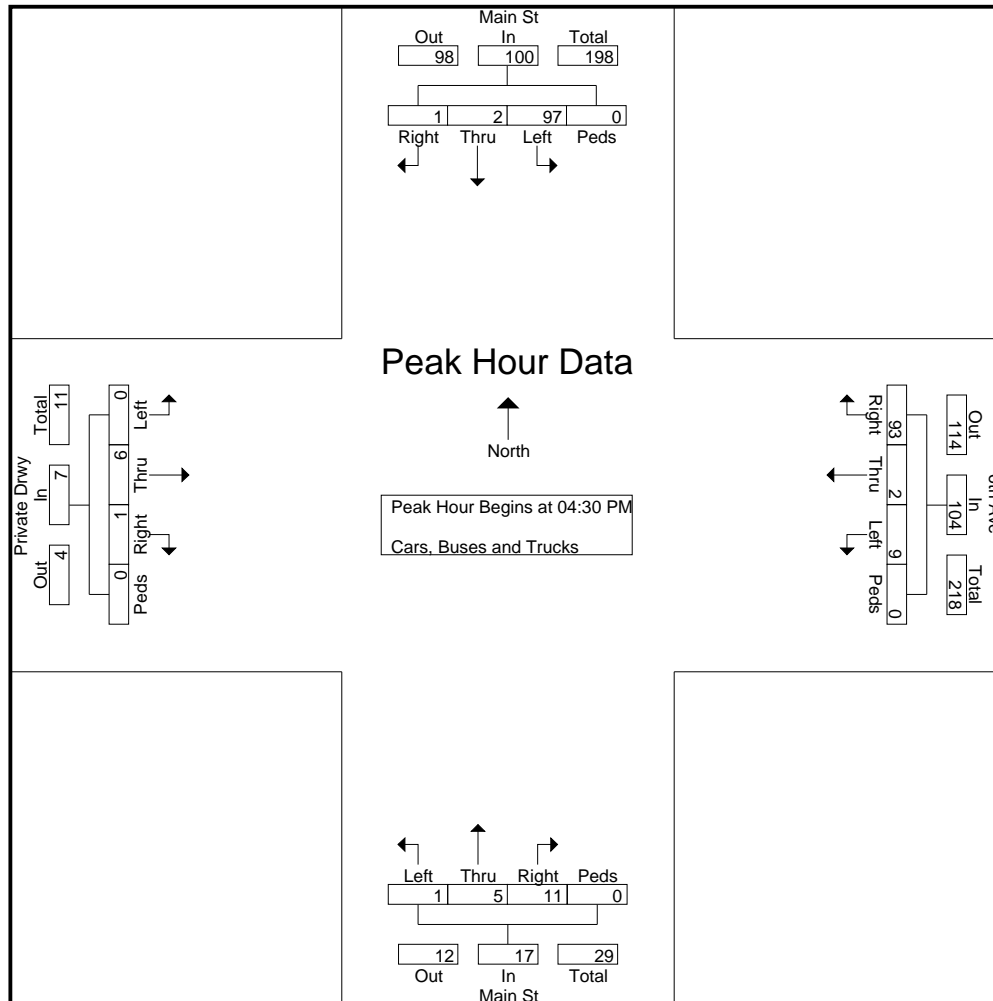 Main St
Out In Total
98 100 198
1 2 97 0
Right Thru Left Peds
Peak Hour Data
North
Peak Hour Begins at 04:30 PM
Cars, Buses and Trucks
Private Drwy
Out In Total
4 7 11
0 6 1 0
Left Thru Right Peds
Out In Total
114 104 218
93 2 9 0
Right Thru Left Peds
Ave
Left Thru Right Peds
1 5 11 0
12 17 29
Out In Total
Main St